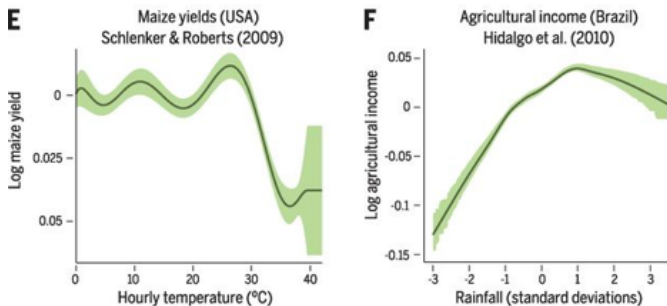 E
Maize yields (USA)
Schlenker & Roberts (2009)
Log maize yield
0
0.025
0.05
0 10 20 30 40
Hourly temperature (ºC)
F
Agricultural income (Brazil)
Hidalgo et al. (2010)
Log agricultural income
0.05
0
-0.05
-0.1
-0.15
-3 -2 -1 0 1 2 3
Rainfall (standard deviations)